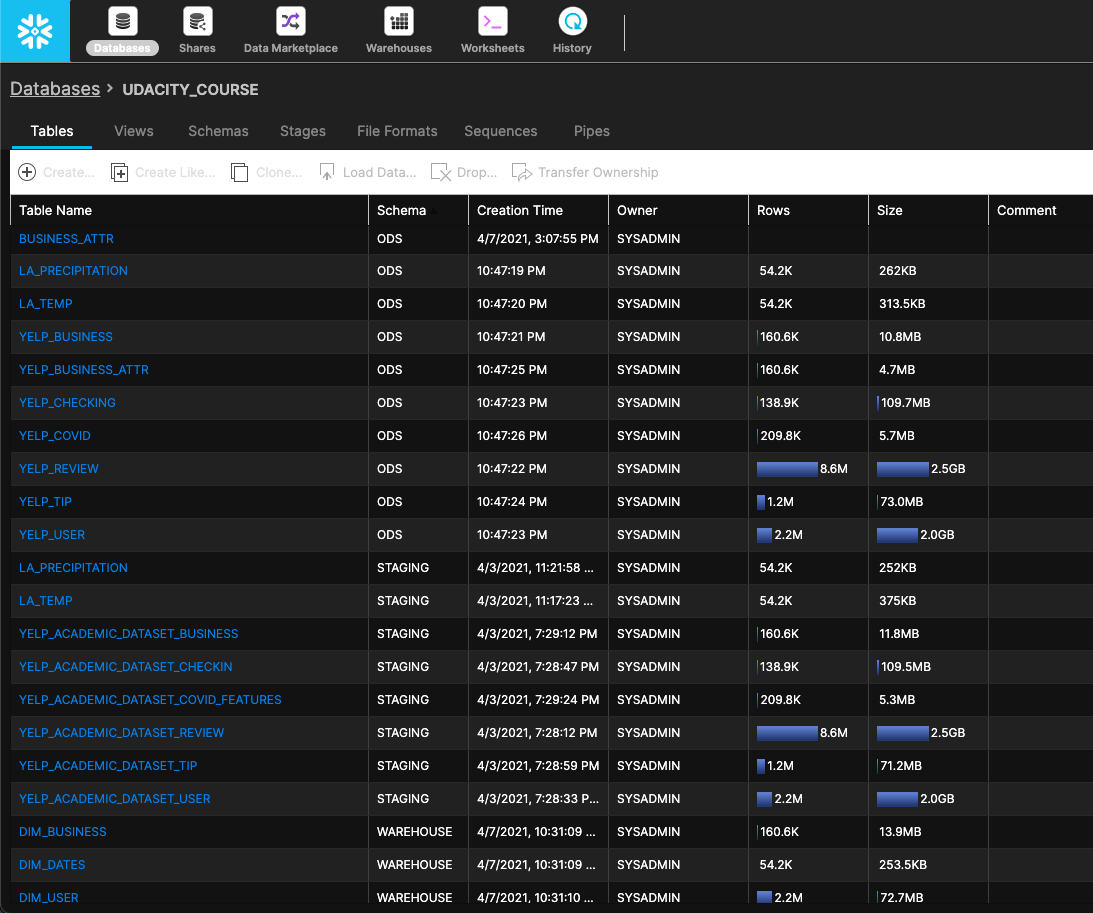 Databases Shares Data Marketplace Warehouses Worksheets History
Databases > UDACITY_COURSE
Tables Views Schemas Stages File Formats Sequences Pipes
Create... Create Like... Clone... Load Data... Drop... Transfer Ownership
Table Name Schema Creation Time Owner Rows Size Comment
BUSINESS_ATTR ODS 4/7/2021, 3:07:55 PM SYSADMIN
LA_PRECIPITATION ODS 10:47:19 PM SYSADMIN 54.2K 262KB
LA_TEMP ODS 10:47:20 PM SYSADMIN 54.2K 313.5KB
YELP_BUSINESS ODS 10:47:21 PM SYSADMIN 160.6K 10.8MB
YELP_BUSINESS_ATTR ODS 10:47:25 PM SYSADMIN 160.6K 4.7MB
YELP_CHECKING ODS 10:47:23 PM SYSADMIN 138.9K 109.7MB
YELP_COVID ODS 10:47:26 PM SYSADMIN 209.8K 5.7MB
YELP_REVIEW ODS 10:47:22 PM SYSADMIN 8.6M 2.5GB
YELP_TIP ODS 10:47:24 PM SYSADMIN 1.2M 73.0MB
YELP_USER ODS 10:47:23 PM SYSADMIN 2.2M 2.0GB
LA_PRECIPITATION STAGING 4/3/2021, 11:21:58 ... SYSADMIN 54.2K 252KB
LA_TEMP STAGING 4/3/2021, 11:17:23 ... SYSADMIN 54.2K 375KB
YELP_ACADEMIC_DATASET_BUSINESS STAGING 4/3/2021, 7:29:12 PM SYSADMIN 160.6K 11.8MB
YELP_ACADEMIC_DATASET_CHECKIN STAGING 4/3/2021, 7:28:47 PM SYSADMIN 138.9K 109.5MB
YELP_ACADEMIC_DATASET_COVID_FEATURES STAGING 4/3/2021, 7:29:24 PM SYSADMIN 209.8K 5.3MB
YELP_ACADEMIC_DATASET_REVIEW STAGING 4/3/2021, 7:28:12 PM SYSADMIN 8.6M 2.5GB
YELP_ACADEMIC_DATASET_TIP STAGING 4/3/2021, 7:28:59 PM SYSADMIN 1.2M 71.2MB
YELP_ACADEMIC_DATASET_USER STAGING 4/3/2021, 7:28:33 P... SYSADMIN 2.2M 2.0GB
DIM_BUSINESS WAREHOUSE 4/7/2021, 10:31:09 ... SYSADMIN 160.6K 13.9MB
DIM_DATES WAREHOUSE 4/7/2021, 10:31:09 ... SYSADMIN 54.2K 253.5KB
DIM_USER WAREHOUSE 4/7/2021, 10:31:10 ... SYSADMIN 2.2M 72.7MB